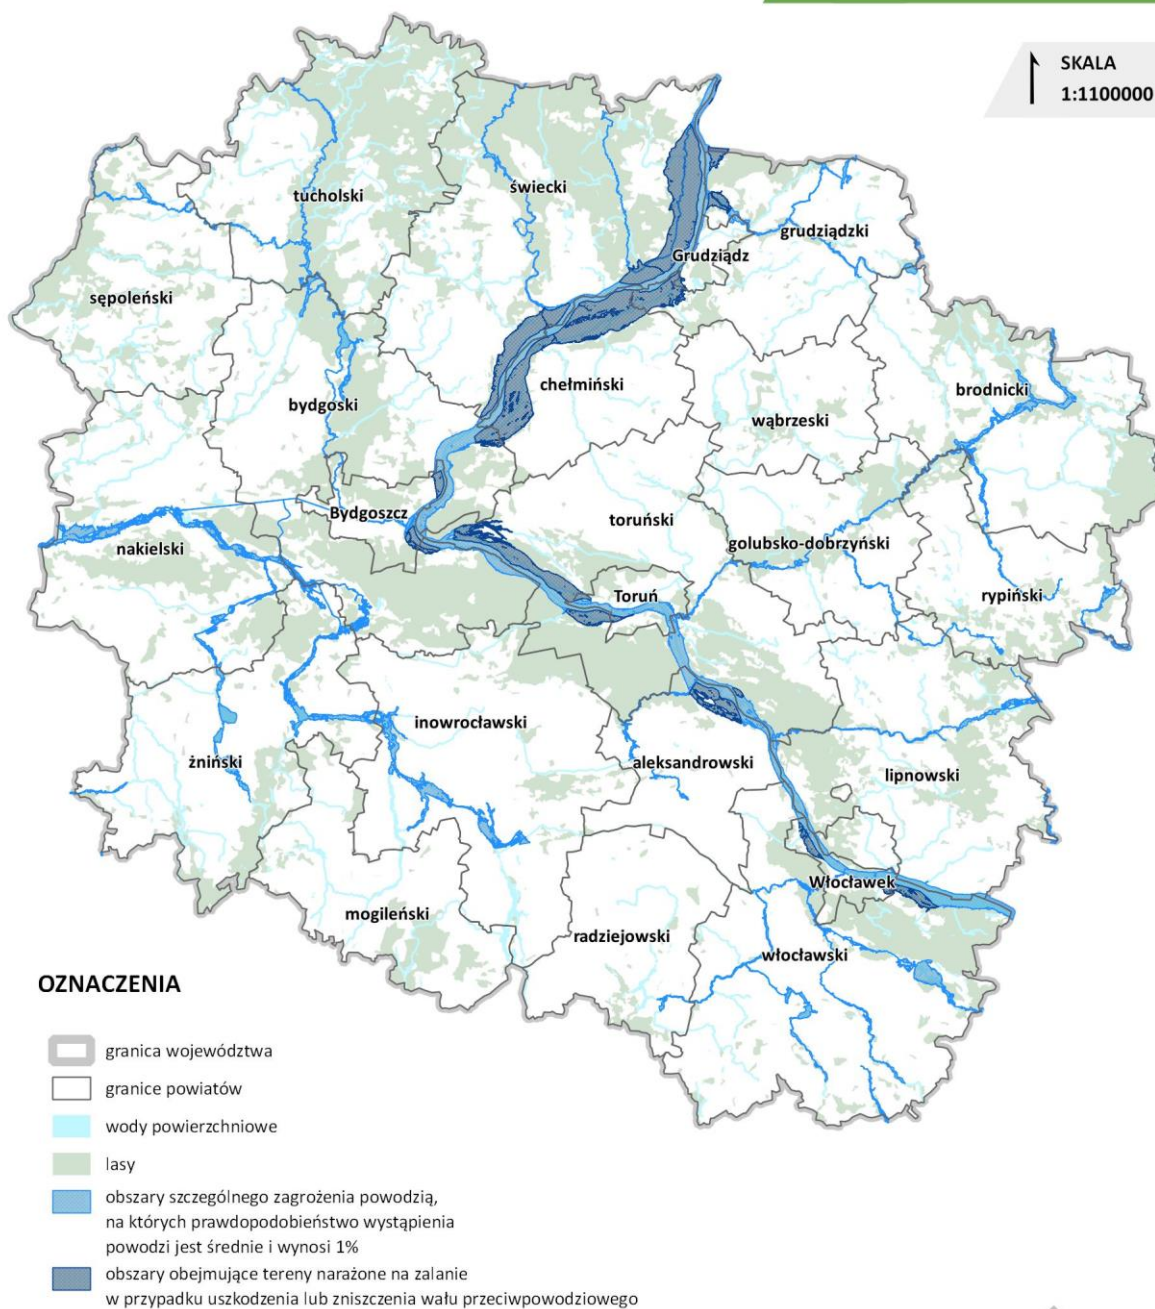 SKALA
1:1100000
tucholski
świecki
grudziądzki
Grudziądz
sępoleński
chełmiński
brodnicki
bydgoski
wąbrzeski
Bydgoszcz
toruński
nakielski
golubsko-dobrzyński
Toruń
rypiński
inowrocławski
żniński
aleksandrowski
lipnowski
Włocławek
mogileński
radziejowski
włocławski
OZNACZENIA
granica województwa
granice powiatów
wody powierzchniowe
lasy
obszary szczególnego zagrożenia powodzią,
na których prawdopodobieństwo wystąpienia
powodzi jest średnie i wynosi 1%
obszary obejmujące tereny narażone na zalanie
w przypadku uszkodzenia lub zniszczenia wału przeciwpowodziowego